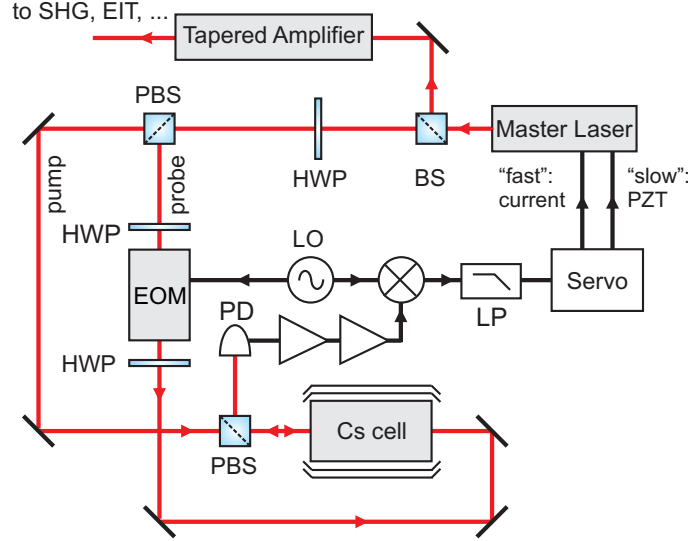 to SHG, EIT, ...
Tapered Amplifier
PBS
Master Laser
HWP
BS
"fast":
current
"slow":
PZT
pump
probe
HWP
LO
EOM
PD
LP
Servo
HWP
Cs cell
PBS